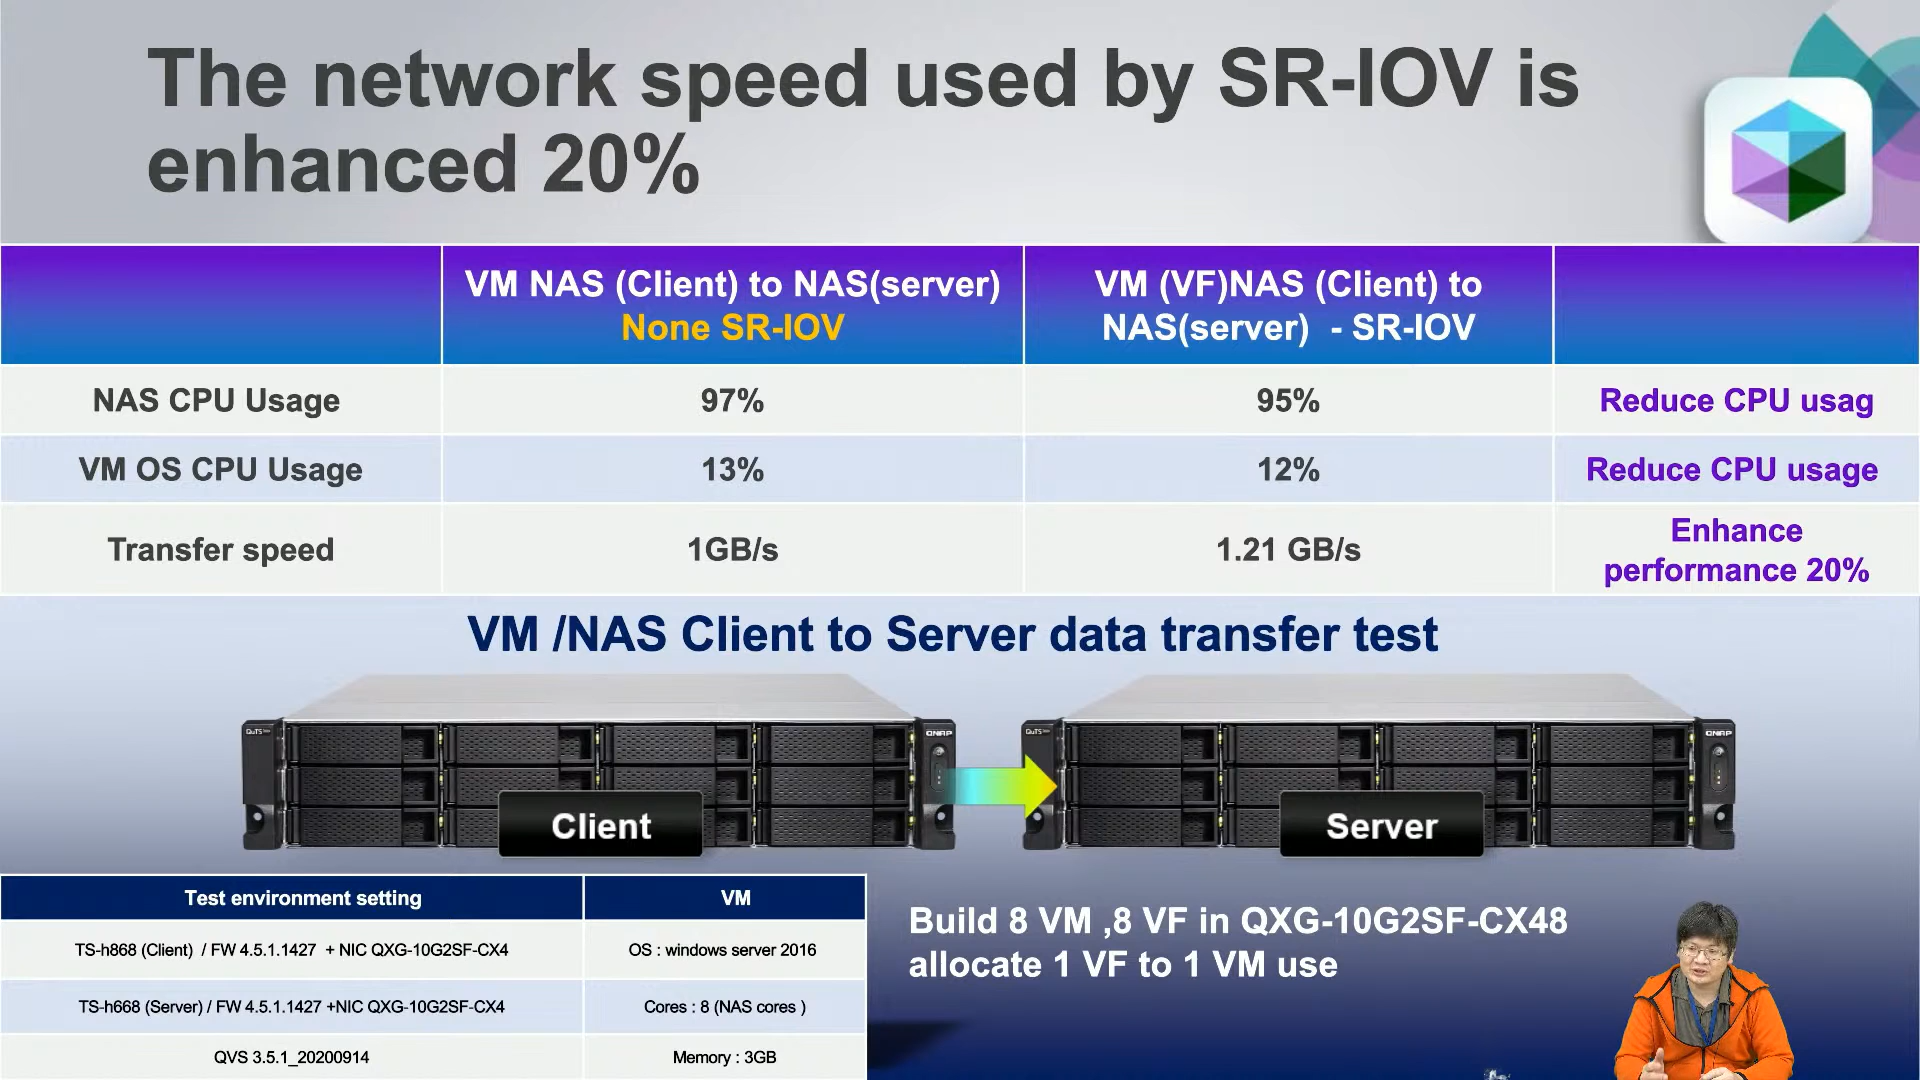 The network speed used by SR-IOV is
enhanced 20%
VM NAS (Client) to NAS(server)
None SR-IOV
VM (VF)NAS (Client) to
NAS(server) - SR-IOV
NAS CPU Usage
97%
95%
Reduce CPU usag
VM OS CPU Usage
13%
12%
Reduce CPU usage
Transfer speed
1GB/s
1.21 GB/s
Enhance
performance 20%
VM /NAS Client to Server data transfer test
QuTS
QNAP
QuTS
QNAP
Client
Server
Test environment setting
VM
TS-h868 (Client) / FW 4.5.1.1427 + NIC QXG-10G2SF-CX4
OS : windows server 2016
TS-h668 (Server) / FW 4.5.1.1427 +NIC QXG-10G2SF-CX4
Cores : 8 (NAS cores )
QVS 3.5.1_20200914
Memory : 3GB
Build 8 VM ,8 VF in QXG-10G2SF-CX48
allocate 1 VF to 1 VM use